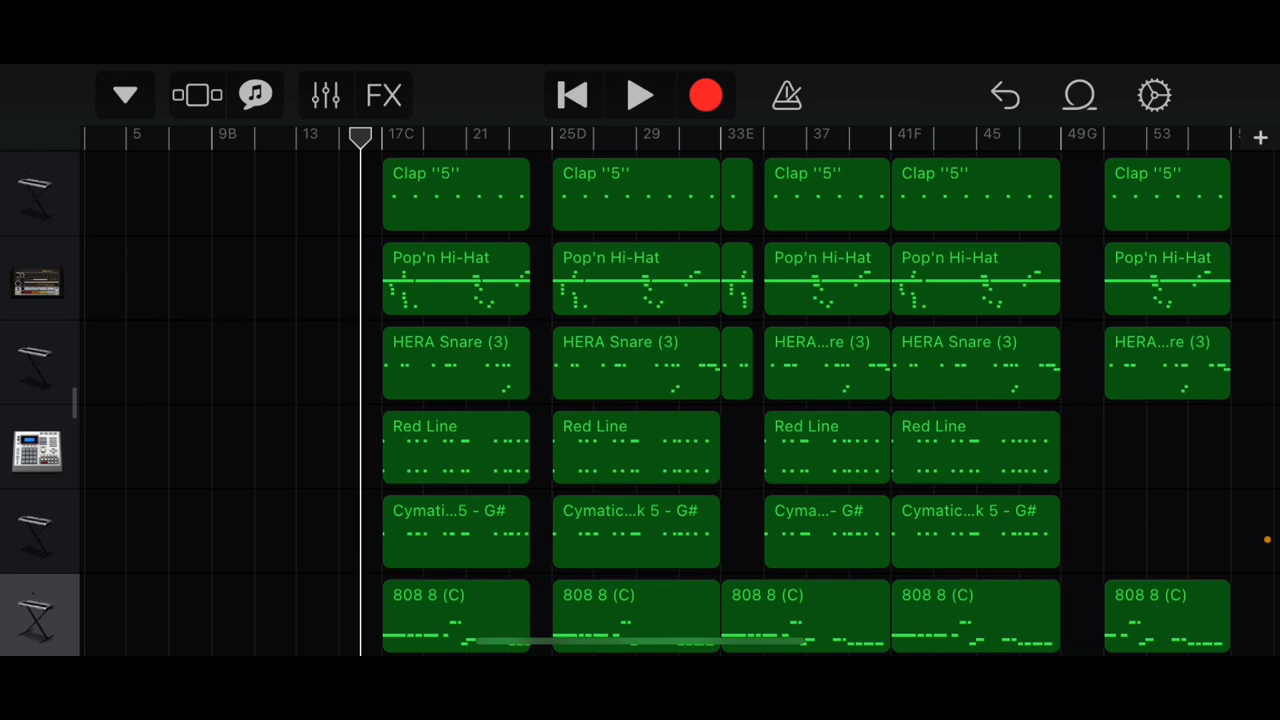 FX
5 9B 13 17C 21 25D 29 33E 37 41F 45 49G 53
Clap ''5'' Clap ''5'' Clap ''5'' Clap ''5'' Clap ''5''
Pop'n Hi-Hat Pop'n Hi-Hat Pop'n Hi-Hat Pop'n Hi-Hat Pop'n Hi-Hat
HERA Snare (3) HERA Snare (3) HERA...re (3) HERA Snare (3) HERA...re (3)
Red Line Red Line Red Line Red Line
Cymati...5 - G# Cymatic...k 5 - G# Cyma...- G# Cymatic...k 5 - G#
808 8 (C) 808 8 (C) 808 8 (C) 808 8 (C) 808 8 (C)